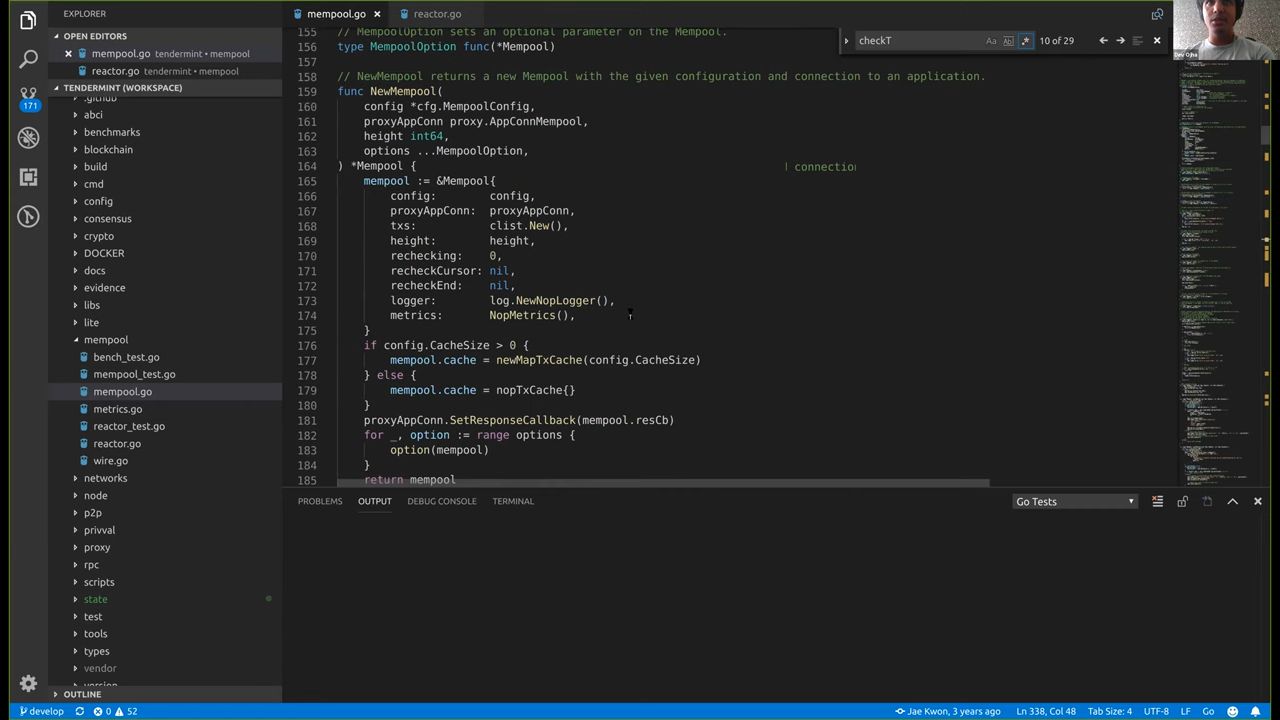 EXPLORER
OPEN EDITORS
mempool.go tendermint • mempool
reactor.go tendermint • mempool
TENDERMINT (WORKSPACE)
171
.github
abci
benchmarks
blockchain
build
cmd
config
consensus
crypto
DOCKER
docs
evidence
libs
lite
mempool
bench_test.go
mempool_test.go
mempool.go
metrics.go
reactor_test.go
reactor.go
wire.go
networks
node
p2p
privval
proxy
rpc
scripts
state
test
tools
types
vendor
version
OUTLINE
mempool.go
reactor.go
checkT
Aa
Abl
.*
10 of 29
Dev Ojha
155 // MempoolOption sets an optional parameter on the Mempool.
156 type MempoolOption func(*Mempool)
157
158 // NewMempool returns a new Mempool with the given configuration and connection to an application.
159 func NewMempool(
160 config *cfg.MempoolConfig,
161 proxyAppConn proxy.AppConnMempool,
162 height int64,
163 options ...MempoolOption,
164 ) *Mempool {
connection
165 mempool := &Mempool{
166 config: config,
167 proxyAppConn: proxyAppConn,
168 txs: clist.New(),
169 height: height,
170 rechecking:
171 recheckCursor: nil,
172 recheckEnd: nil,
173 logger: log.NewNopLogger(),
174 metrics: NopMetrics(),
175 }
176 if config.CacheSize > 0 {
177 mempool.cache = newMapTxCache(config.CacheSize)
178 } else {
179 mempool.cache = nopTxCache{}
180 }
181 proxyAppConn.SetResponseCallback(mempool.resCb)
182 for _, option := range options {
183 option(mempool)
184 }
185 return mempool
PROBLEMS OUTPUT DEBUG CONSOLE TERMINAL
Go Tests
develop 0 52
Jae Kwon, 3 years ago Ln 338, Col 48 Tab Size: 4 UTF-8 LF Go